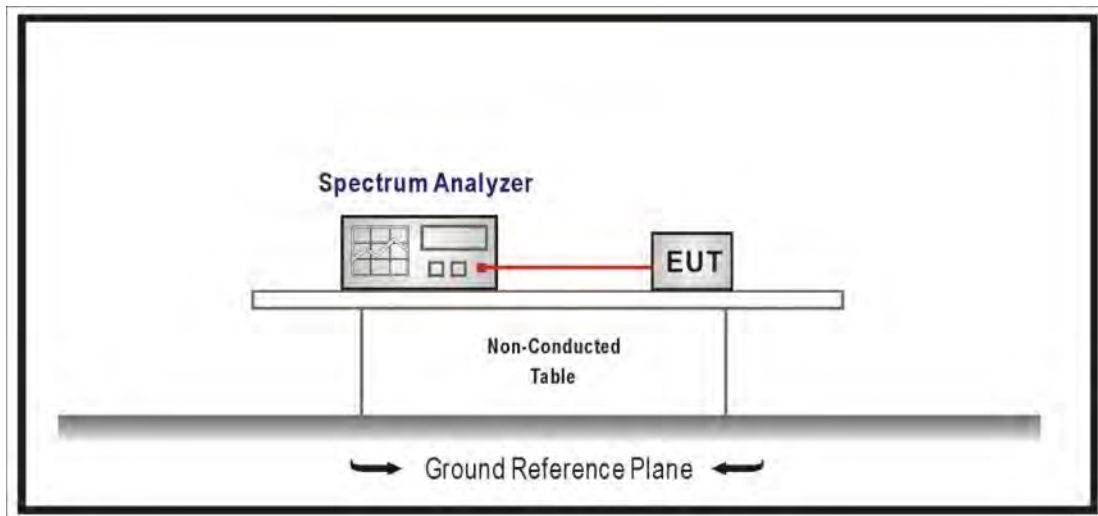 Spectrum Analyzer
EUT
Non-Conducted
Table
Ground Reference Plane